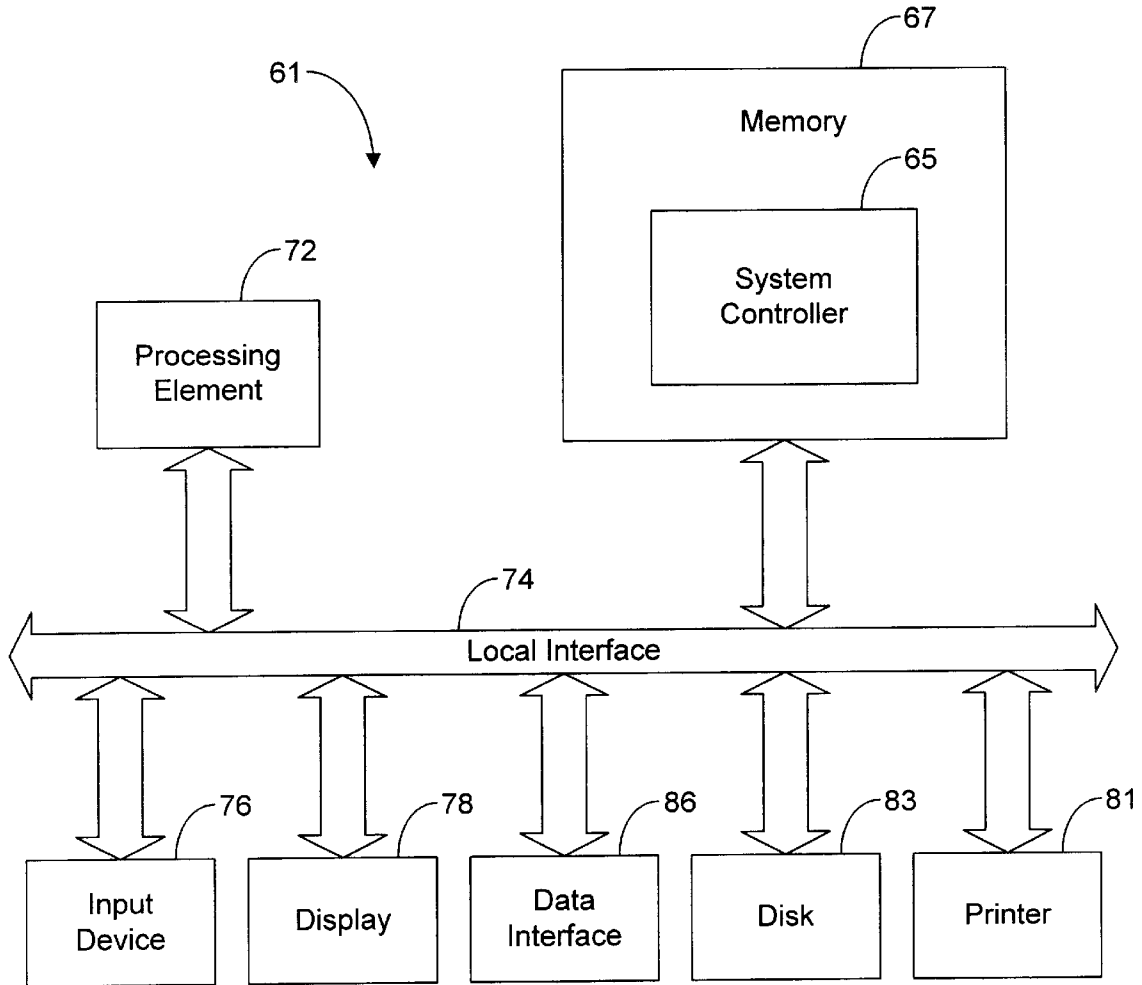 67
61
Memory
65
72
System
Controller
Processing
Element
74
Local Interface
76
78
86
83
81
Input
Device
Display
Data
Interface
Disk
Printer